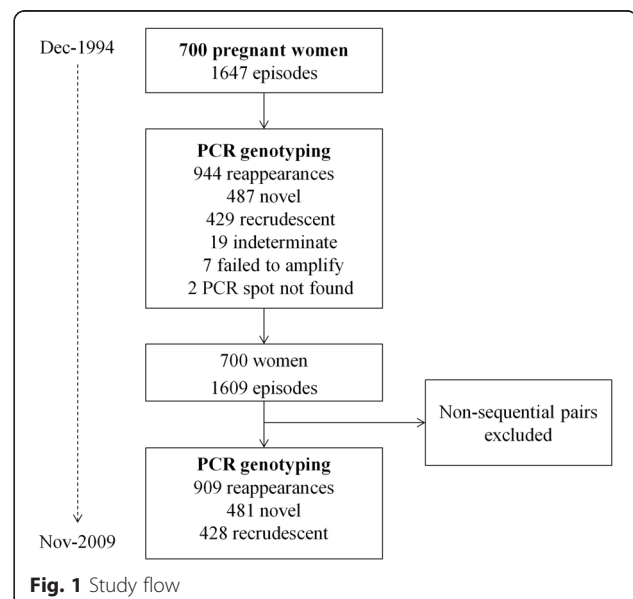 Dec-1994
700 pregnant women
1647 episodes
PCR genotyping
944 reappearances
487 novel
429 recrudescent
19 indeterminate
7 failed to amplify
2 PCR spot not found
700 women
1609 episodes
Non-sequential pairs
excluded
PCR genotyping
909 reappearances
481 novel
428 recrudescent
Nov-2009
Fig. 1 Study flow